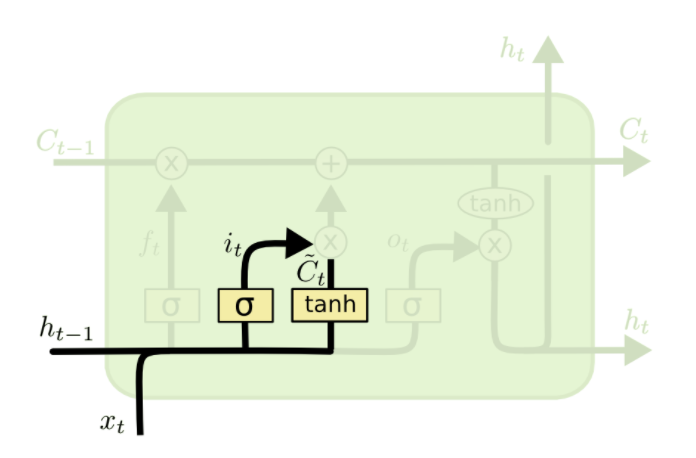 h_t
C_{t-1} × + C_t
tanh
f_t i_t × o_t ×
C̃_t
σ σ tanh σ
h_{t-1} h_t
x_t